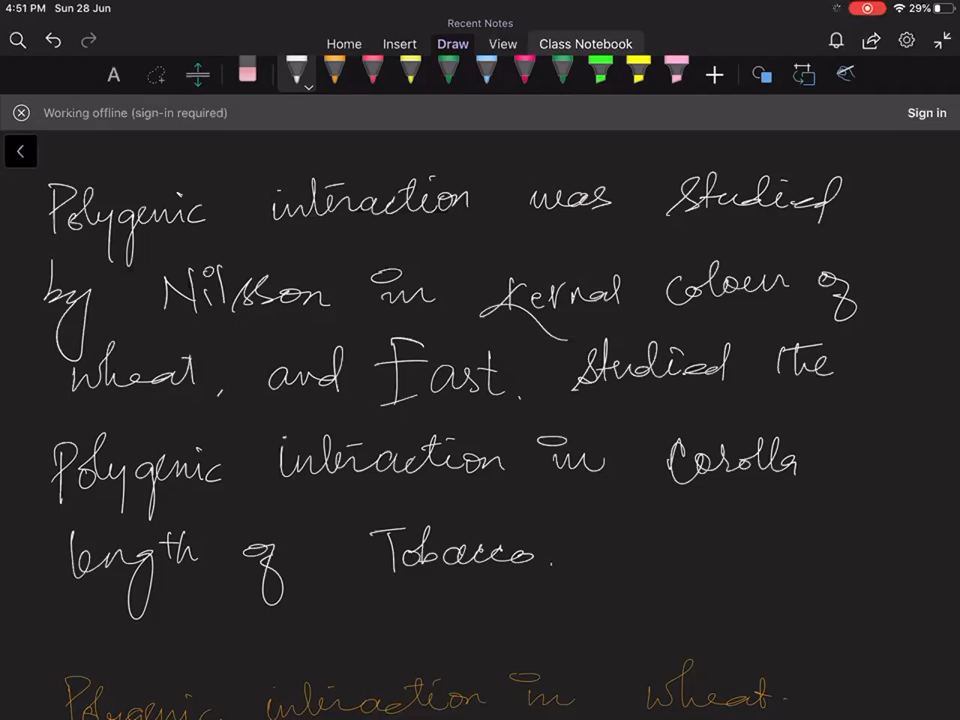 4:51 PM Sun 28 Jun
29%
Recent Notes
Home Insert Draw View Class Notebook
A
Working offline (sign-in required)
Sign in
Polygenic interaction was studied
by Nilsson in Kernal colour of
wheat, and East. studied the
Polygenic interaction in Corolla
length of Tobacco.
Polygenic interaction in wheat.